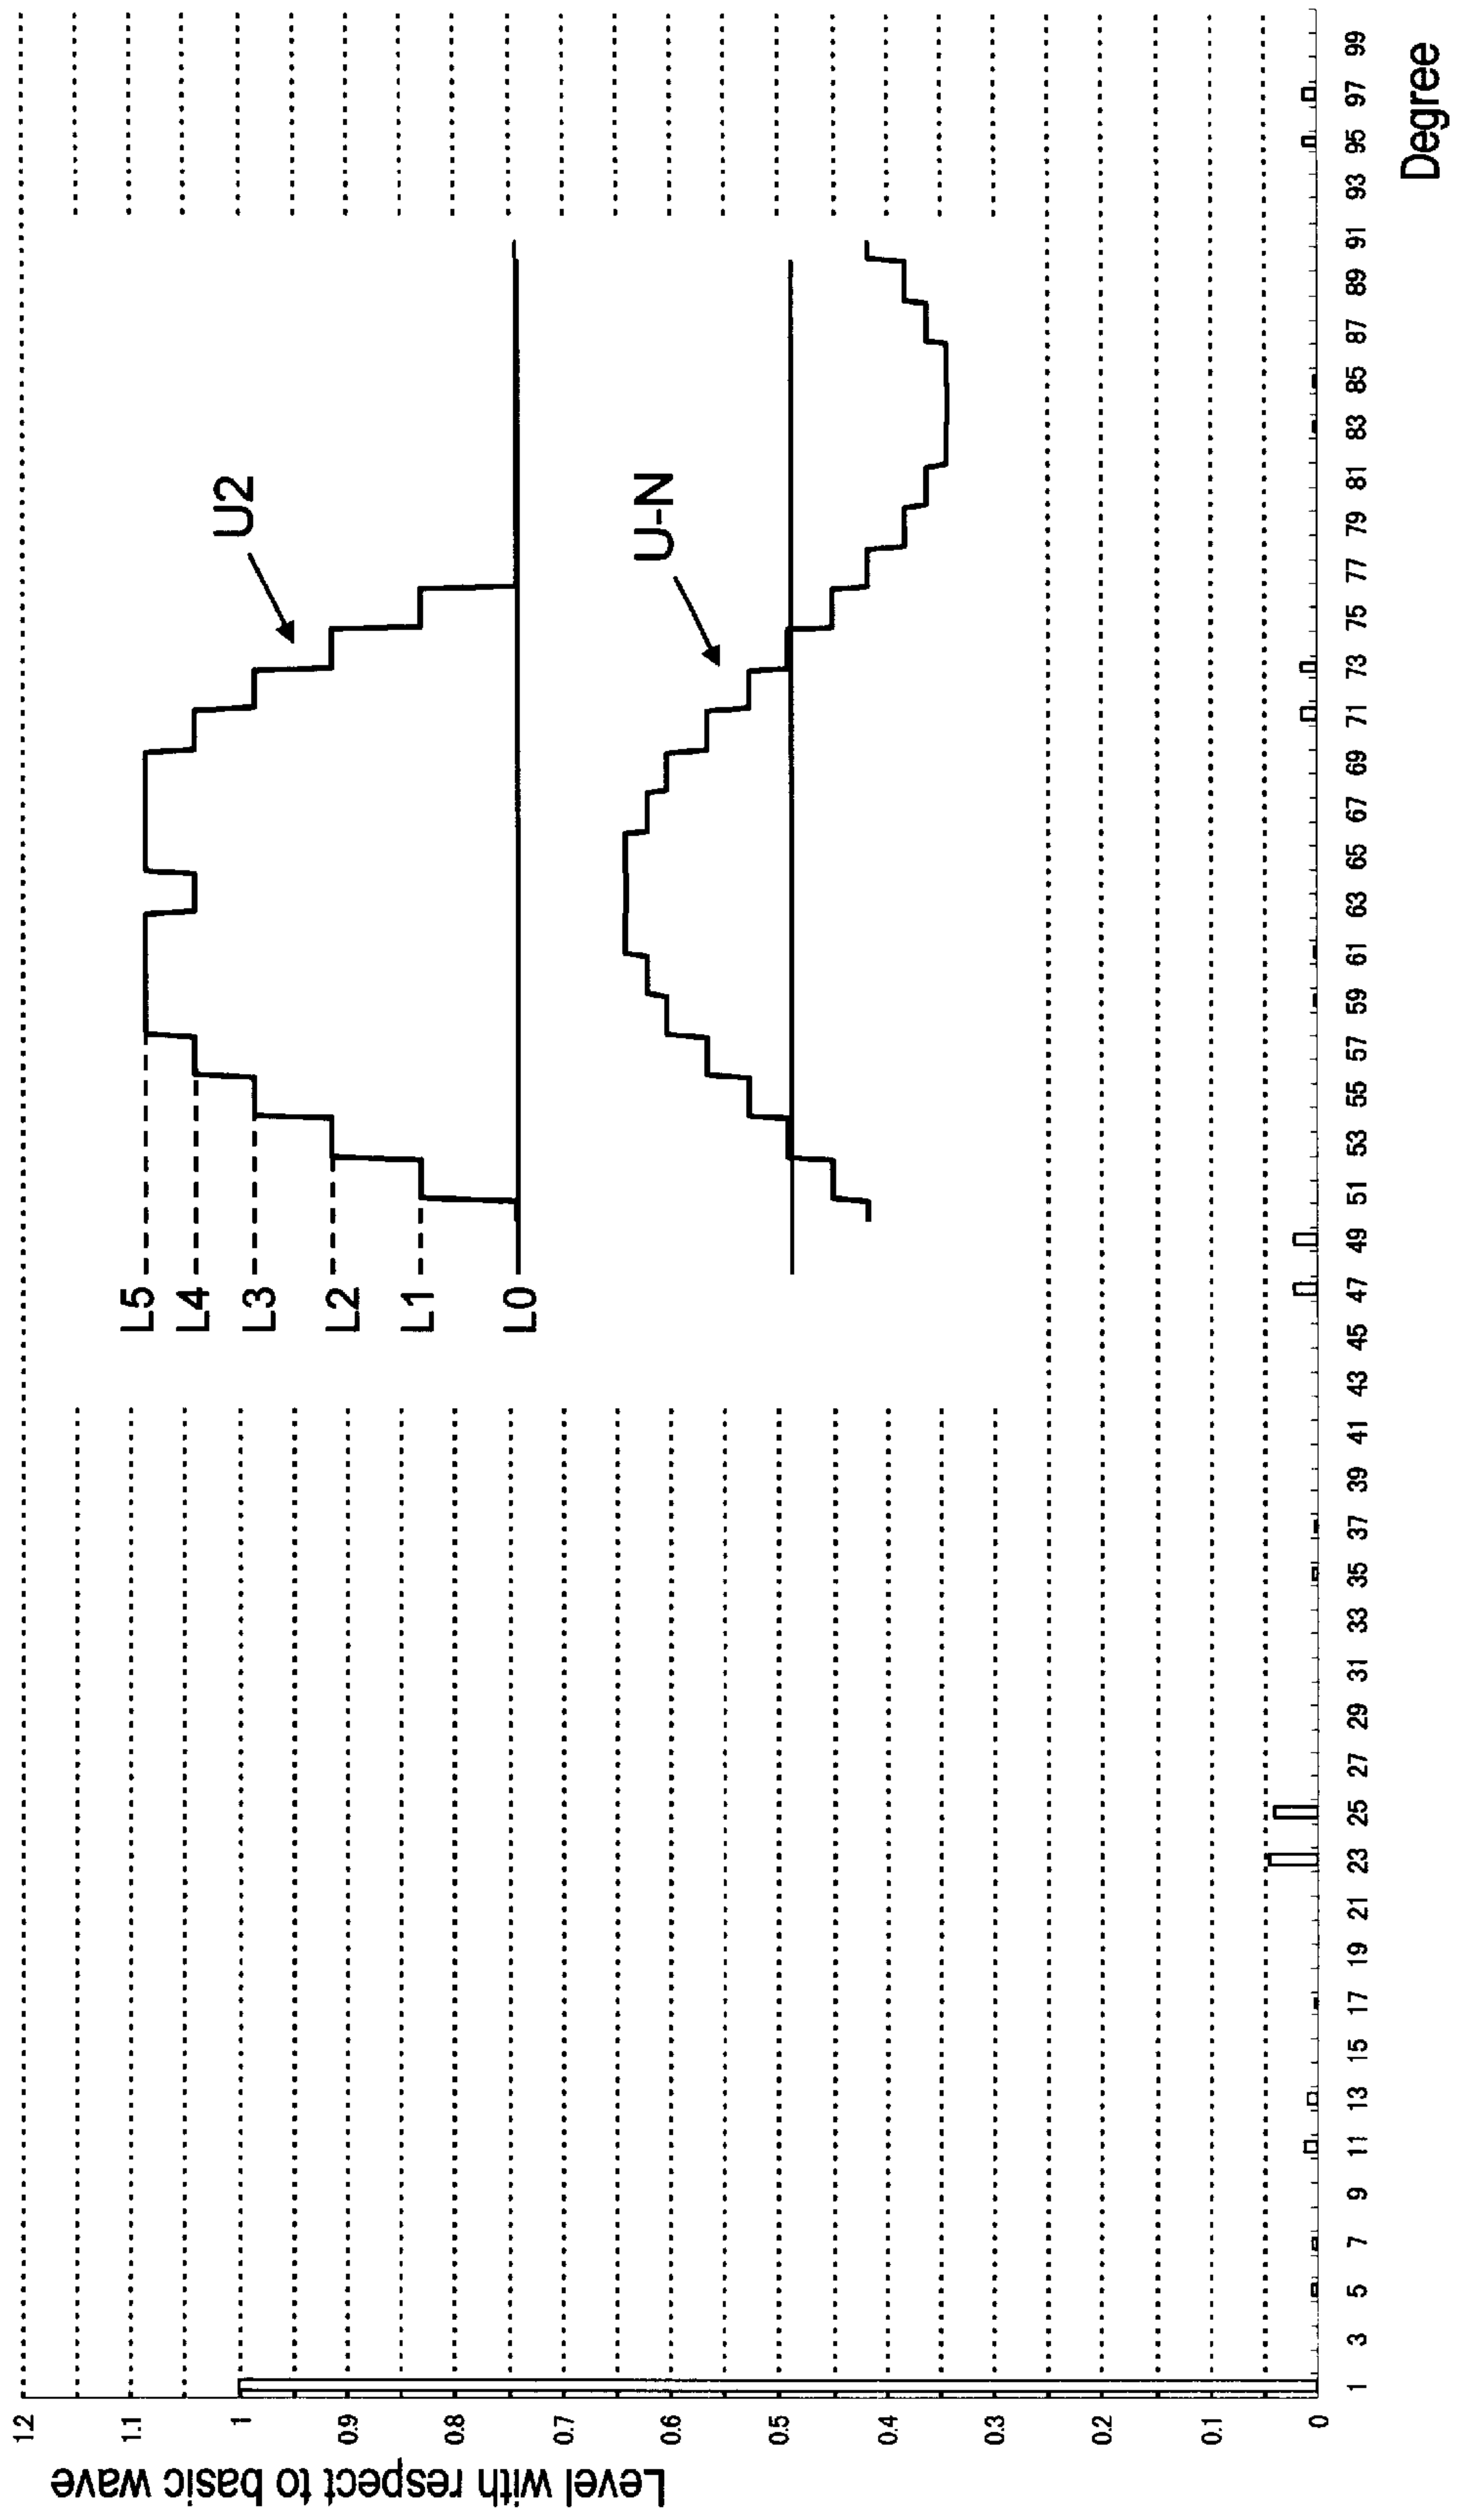 Level with respect to basic wave
1.2
1.1
1
0.9
0.8
0.7
0.6
0.5
0.4
0.3
0.2
0.1
0
L5
L4
L3
L2
L1
L0
U2
U-N
1 3 5 7 9 11 13 15 17 19 21 23 25 27 29 31 33 35 37 39 41 43 45 47 49 51 53 55 57 59 61 63 65 67 69 71 73 75 77 79 81 83 85 87 89 91 93 95 97 99
Degree